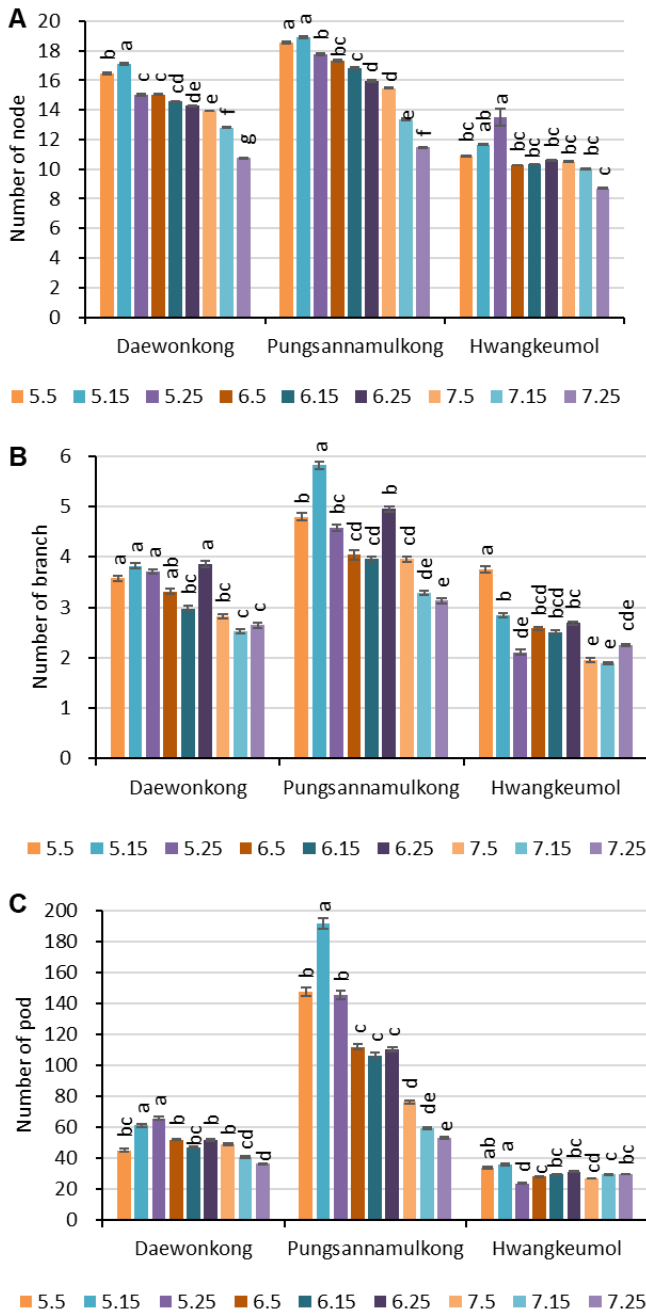 A
Number of node
20
18
16
14
12
10
8
6
4
2
0
b a c c cd de e f g
a a b bc c d d e f
bc ab a bc bc bc bc bc c
Daewonkong Pungsannamulkong Hwangkeumol
5.5 5.15 5.25 6.5 6.15 6.25 7.5 7.15 7.25
B
Number of branch
6
5
4
3
2
1
0
a a a ab bc a bc c c
b a bc cd cd b cd de e
a b de bcd bcd bc e e cde
Daewonkong Pungsannamulkong Hwangkeumol
5.5 5.15 5.25 6.5 6.15 6.25 7.5 7.15 7.25
C
Number of pod
200
180
160
140
120
100
80
60
40
20
0
bc a a b bc b b cd d
b a b c c c d de e
ab a d c bc bc cd c bc
Daewonkong Pungsannamulkong Hwangkeumol
5.5 5.15 5.25 6.5 6.15 6.25 7.5 7.15 7.25